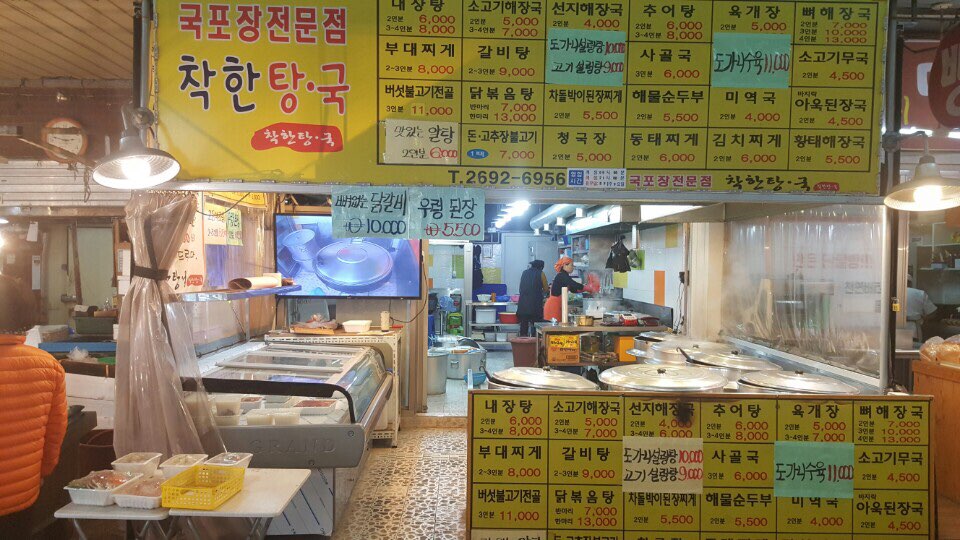 국포장전문점
착한탕·국
착한탕·국
내장탕
2인분 6,000
3~4인분 8,000
소고기해장국
2인분 5,000
3~4인분 7,000
선지해장국
2인분 4,000
추어탕
2인분 6,000
3~4인분 8,000
육개장
2인분 5,000
3~4인분 7,000
뼈해장국
2인분 7,000
3인분 10,000
4인분 13,000
부대찌게
2~3인분 8,000
갈비탕
2~3인분 9,000
도가니설렁탕 10,000
고기설렁탕 9,000
사골국
3인분 6,000
도가니수육 11,000
소고기무국
2인분 4,500
버섯불고기전골
3인분 11,000
닭볶음탕
반마리 7,000
한마리 13,000
차돌박이된장찌게
2인분 5,500
해물순두부
2인분 5,500
미역국
2인분 4,000
바지락
아욱된장국
2인분 4,500
맛있는 알탕
2인분 6,000
돈·고추장불고기
7,000
청국장
2인분 5,000
동태찌게
2인분 6,000
김치찌게
2인분 6,000
황태해장국
2인분 5,500
T.2692-6956
국포장전문점
착한탕·국
뼈없는 닭갈비
₩10,000
우렁 된장
₩5,500
내장탕
2인분 6,000
3~4인분 8,000
소고기해장국
2인분 5,000
3~4인분 7,000
선지해장국
2인분 4,000
추어탕
2인분 6,000
3~4인분 8,000
육개장
2인분 5,000
3~4인분 7,000
뼈해장국
2인분 7,000
3인분 10,000
4인분 13,000
부대찌게
2~3인분 8,000
갈비탕
2~3인분 9,000
도가니설렁탕 10,000
고기설렁탕 9,000
사골국
3인분 6,000
도가니수육 11,000
소고기무국
2인분 4,500
버섯불고기전골
3인분 11,000
닭볶음탕
반마리 7,000
한마리 13,000
차돌박이된장찌게
2인분 5,500
해물순두부
2인분 5,500
미역국
2인분 4,000
바지락
아욱된장국
2인분 4,500